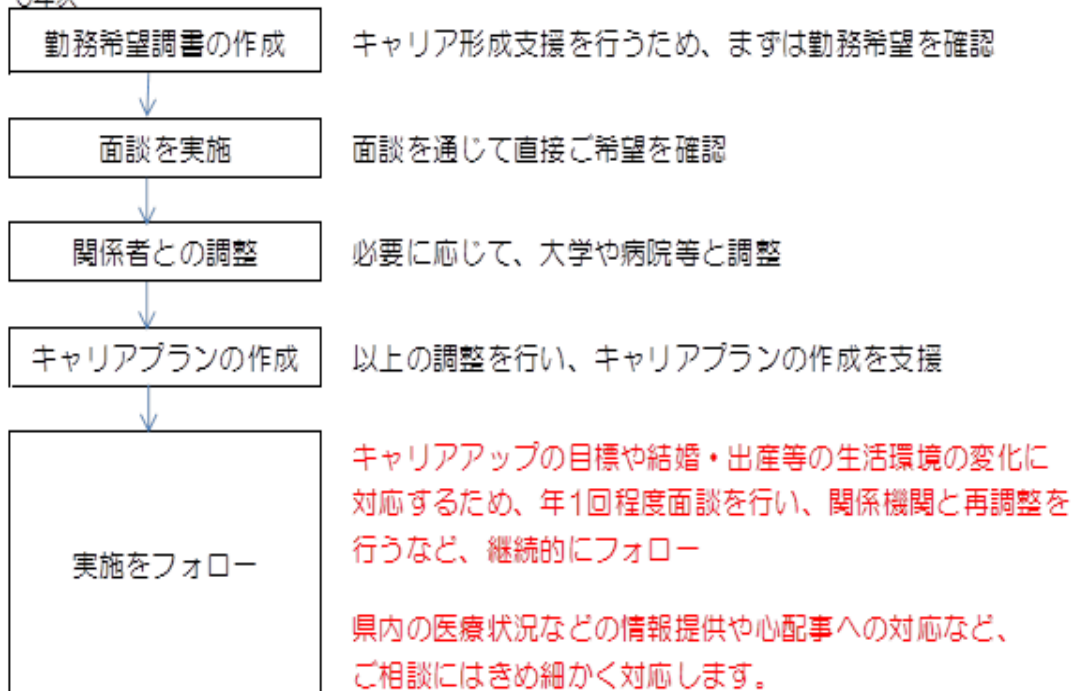 勤務希望調書の作成
キャリア形成支援を行うため、まずは勤務希望を確認
面談を実施
面談を通じて直接ご希望を確認
関係者との調整
必要に応じて、大学や病院等と調整
キャリアプランの作成
以上の調整を行い、キャリアプランの作成を支援
実施をフォロー
キャリアアップの目標や結婚・出産等の生活環境の変化に
対応するため、年1回程度面談を行い、関係機関と再調整を
行うなど、継続的にフォロー
県内の医療状況などの情報提供や心配事への対応など、
ご相談にはきめ細かく対応します。